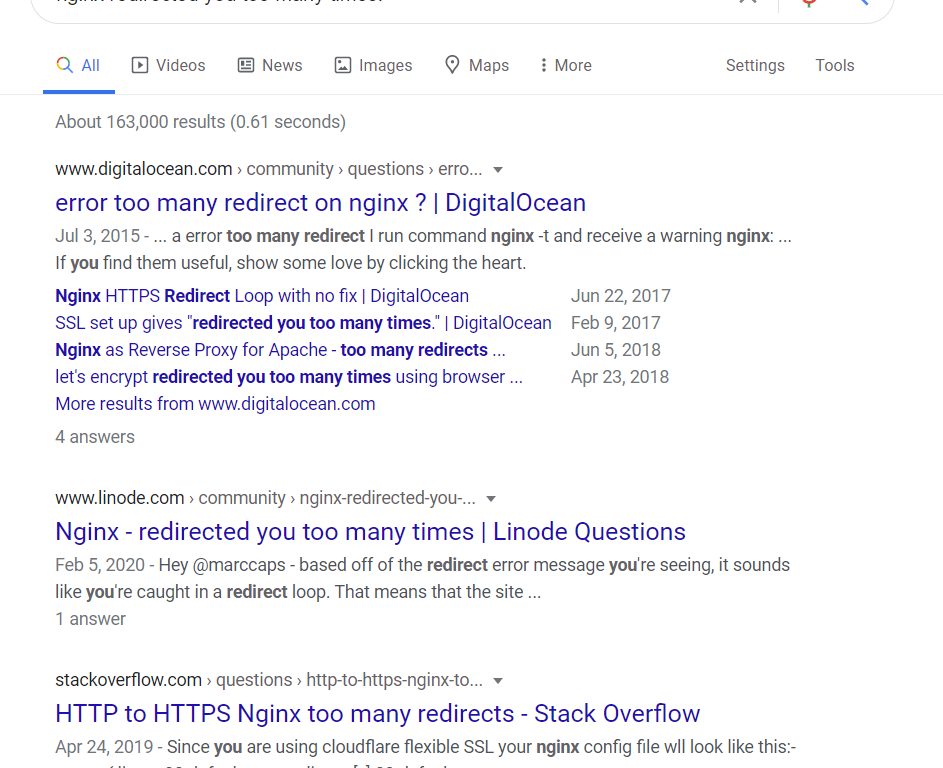 nginx redirected you too many times.
All Videos News Images Maps More Settings Tools
About 163,000 results (0.61 seconds)
www.digitalocean.com › community › questions › erro...
error too many redirect on nginx ? | DigitalOcean
Jul 3, 2015 - ... a error too many redirect I run command nginx -t and receive a warning nginx: ...
If you find them useful, show some love by clicking the heart.
Nginx HTTPS Redirect Loop with no fix | DigitalOcean Jun 22, 2017
SSL set up gives "redirected you too many times." | DigitalOcean Feb 9, 2017
Nginx as Reverse Proxy for Apache - too many redirects ... Jun 5, 2018
let's encrypt redirected you too many times using browser ... Apr 23, 2018
More results from www.digitalocean.com
4 answers
www.linode.com › community › nginx-redirected-you-...
Nginx - redirected you too many times | Linode Questions
Feb 5, 2020 - Hey @marccaps - based off of the redirect error message you're seeing, it sounds
like you're caught in a redirect loop. That means that the site ...
1 answer
stackoverflow.com › questions › http-to-https-nginx-to...
HTTP to HTTPS Nginx too many redirects - Stack Overflow
Apr 24, 2019 - Since you are using cloudflare flexible SSL your nginx config file wll look like this:-